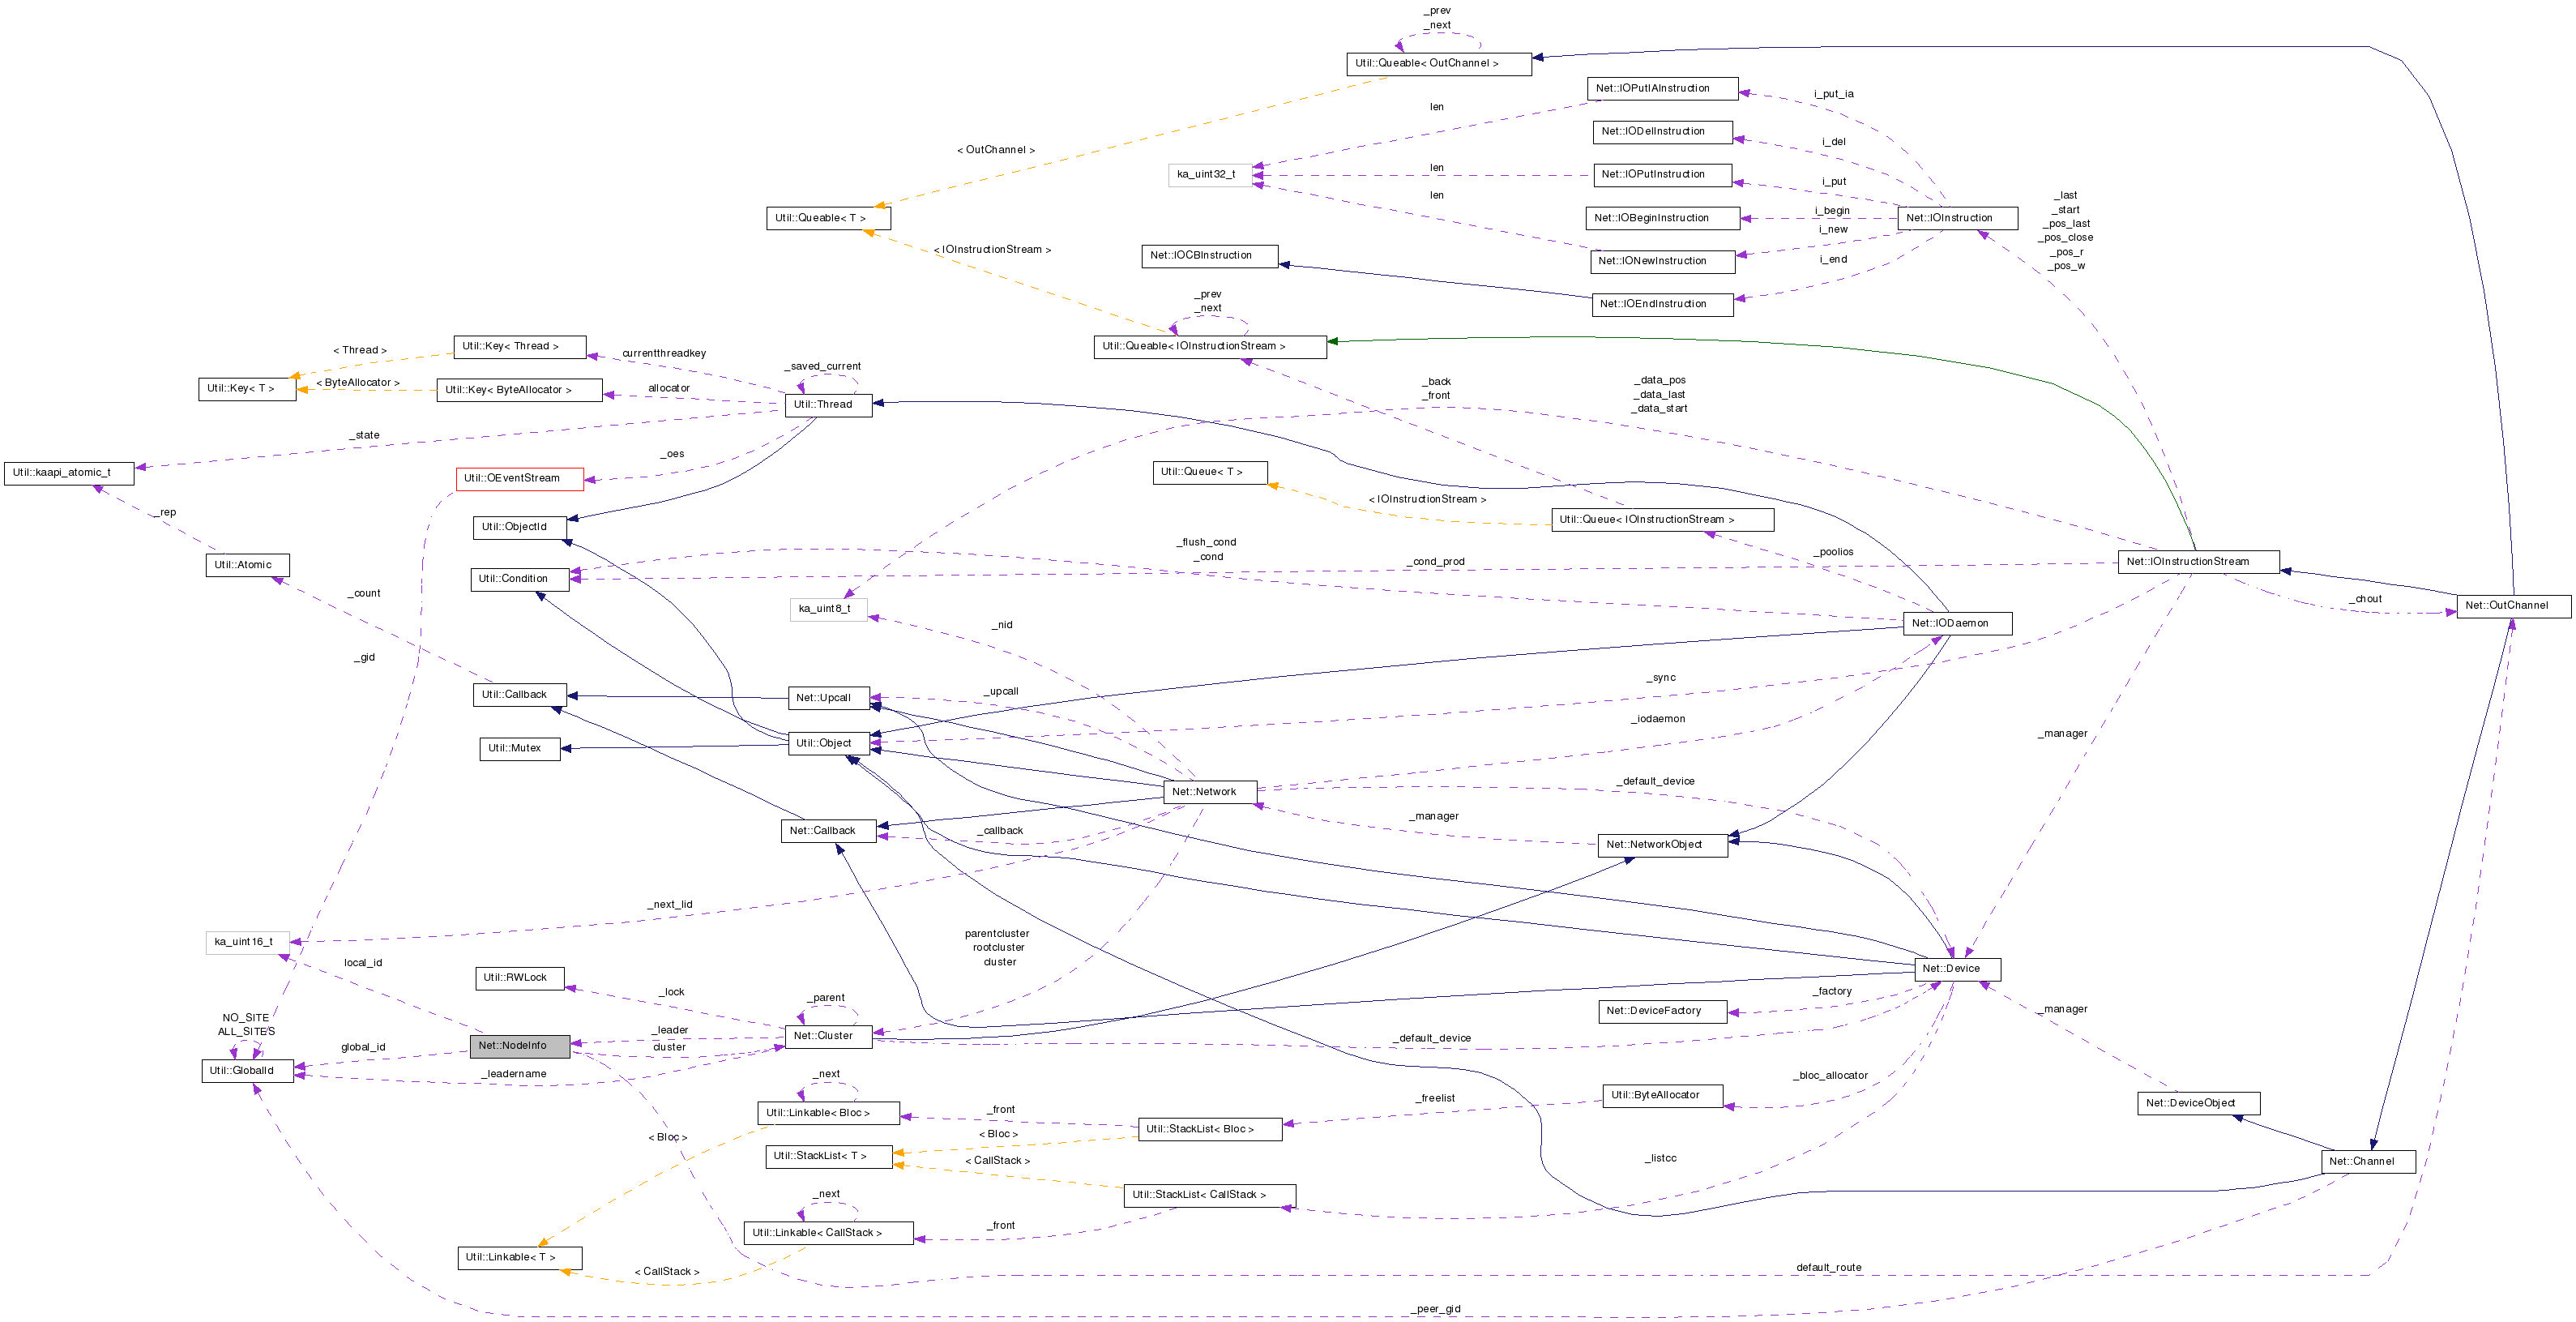 _prev
_next
Util::Queable< OutChannel >
Net::IOPutIAInstruction
i_put_ia
len
Net::IODelInstruction
i_del
< OutChannel >
ka_uint32_t
len
Net::IOPutInstruction
i_put
len
_last
_start
_pos_last
_pos_close
_pos_r
_pos_w
Util::Queable< T >
Net::IOBeginInstruction
i_begin
Net::IOInstruction
i_new
< IOInstructionStream >
Net::IOCBInstruction
Net::IONewInstruction
i_end
Net::IOEndInstruction
_prev
_next
Util::Queable< IOInstructionStream >
Util::Key< Thread >
< Thread >
currentthreadkey
_saved_current
Util::Key< T >
< ByteAllocator >
Util::Key< ByteAllocator >
allocator
Util::Thread
_back
_front
_data_pos
_data_last
_data_start
_state
_oes
Util::kaapi_atomic_t
Util::OEventStream
Util::Queue< T >
< IOInstructionStream >
Util::Queue< IOInstructionStream >
_rep
Util::ObjectId
_flush_cond
_cond
_poolios
Util::Atomic
_cond_prod
Net::IOInstructionStream
Util::Condition
_count
ka_uint8_t
_nid
_chout
Net::OutChannel
Net::IODaemon
_gid
Util::Callback
Net::Upcall
_upcall
_sync
_iodaemon
_manager
Util::Mutex
Util::Object
_default_device
Net::Network
Net::Callback
_callback
_manager
Net::NetworkObject
_next_lid
ka_uint16_t
parentcluster
rootcluster
cluster
local_id
Util::RWLock
Net::Device
_lock
_parent
_factory
Net::DeviceFactory
_manager
NO_SITE
ALL_SITES
_leader
Net::Cluster
_default_device
Net::NodeInfo
global_id
cluster
Util::GlobalId
_leadername
_next
_bloc_allocator
Util::ByteAllocator
_freelist
Net::DeviceObject
Util::Linkable< Bloc >
_front
Util::StackList< Bloc >
< Bloc >
< Bloc >
Util::StackList< T >
< CallStack >
_listcc
Net::Channel
_next
Util::StackList< CallStack >
Util::Linkable< CallStack >
_front
Util::Linkable< T >
< CallStack >
default_route
_peer_gid